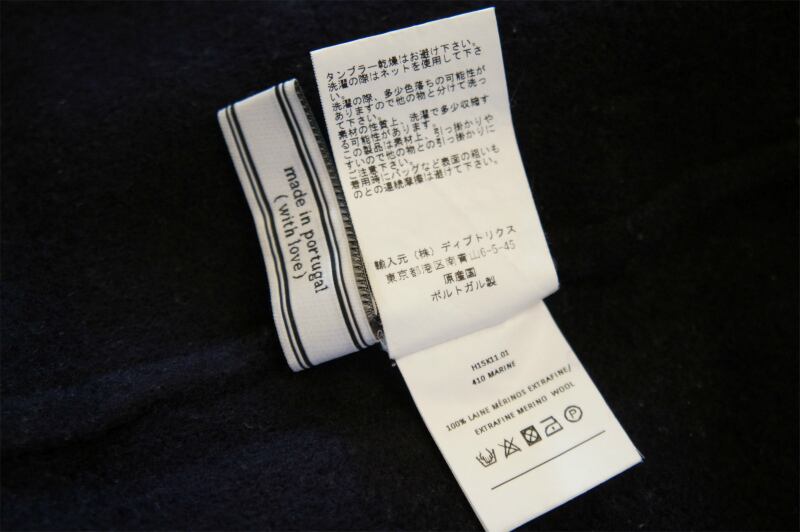 made in portugal
(with love)
タンブラー乾燥はお避け下さい。
洗濯の際はネットを使用して下さ
い。
洗濯の際、多少色落ちの可能性が
ありますので他の物と分けて洗っ
て下さい。
素材の性質上、洗濯で多少収縮す
る可能性があります。
この製品は素材上、引っ掛かりや
すいので他の物との引っ掛かりに
ご注意下さい。
着用時にバッグなど表面の粗いも
のとの連続摩擦は避けて下さい。
輸入元（株）ディプトリクス
東京都港区南青山6-5-45
原産国
ポルトガル製
H15K11.01
410 MARINE
100% LAINE MÉRINOS EXTRAFINE/
EXTRAFINE MERINO WOOL
P